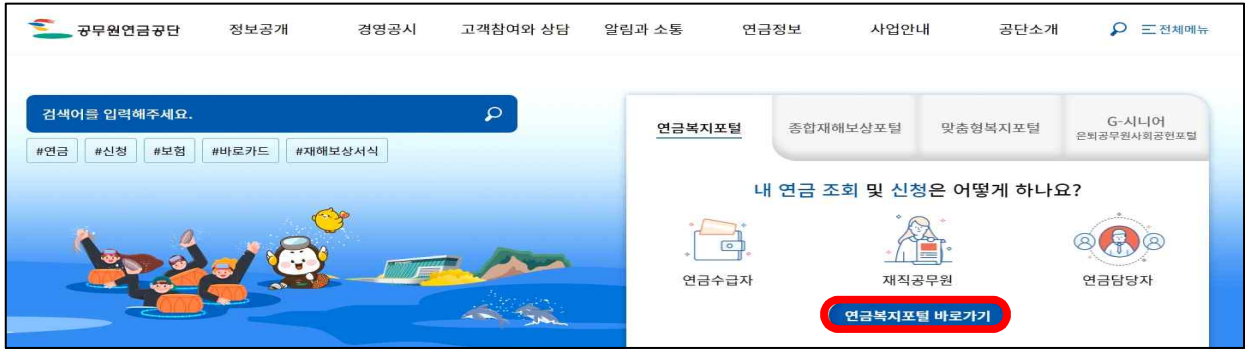 공무원연금공단 정보공개 경영공시 고객참여와 상담 알림과 소통 연금정보 사업안내 공단소개 전체메뉴
검색어를 입력해주세요.
#연금 #신청 #보험 #바로카드 #재해보상서식
연금복지포털 종합재해보상포털 맞춤형복지포털 G-시니어
은퇴공무원사회공헌포털
내 연금 조회 및 신청은 어떻게 하나요?
연금수급자 재직공무원 연금담당자
연금복지포털 바로가기